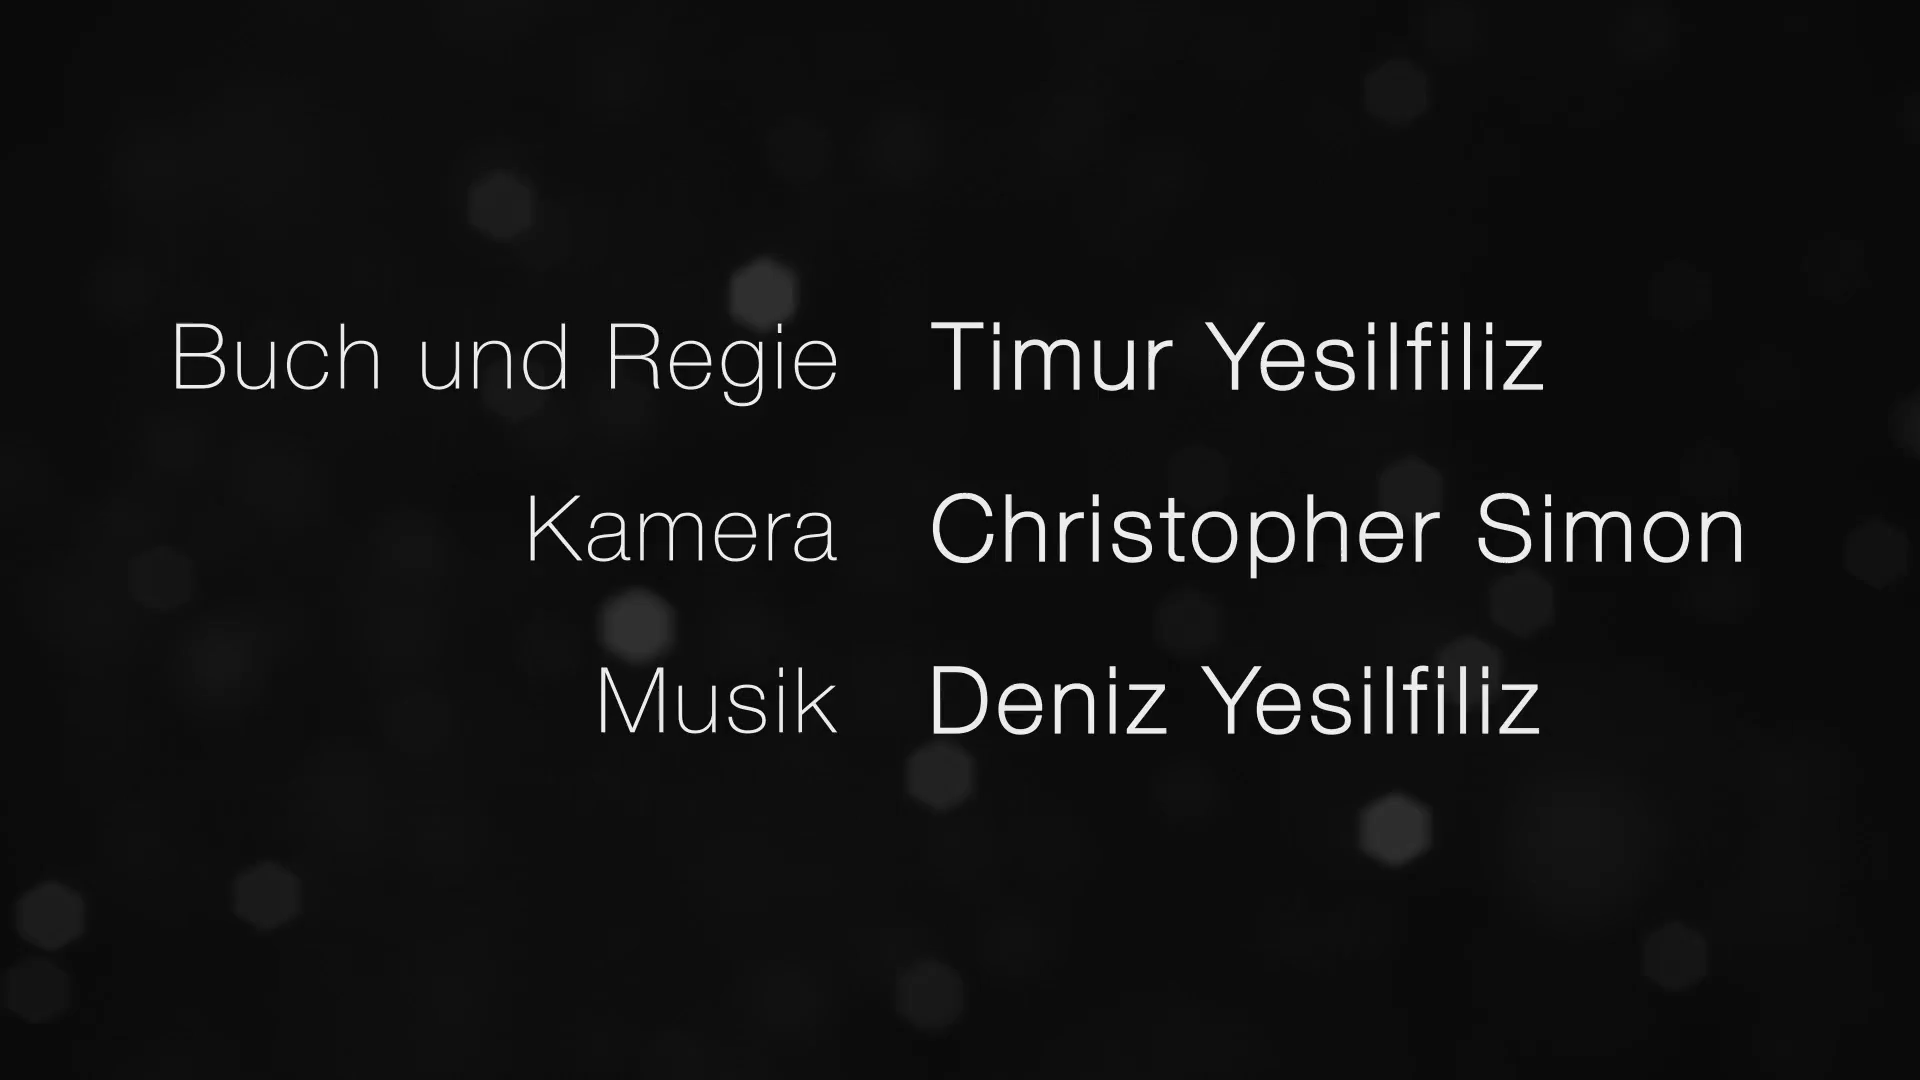 Buch und Regie Timur Yesilfiliz
Kamera Christopher Simon
Musik Deniz Yesilfiliz